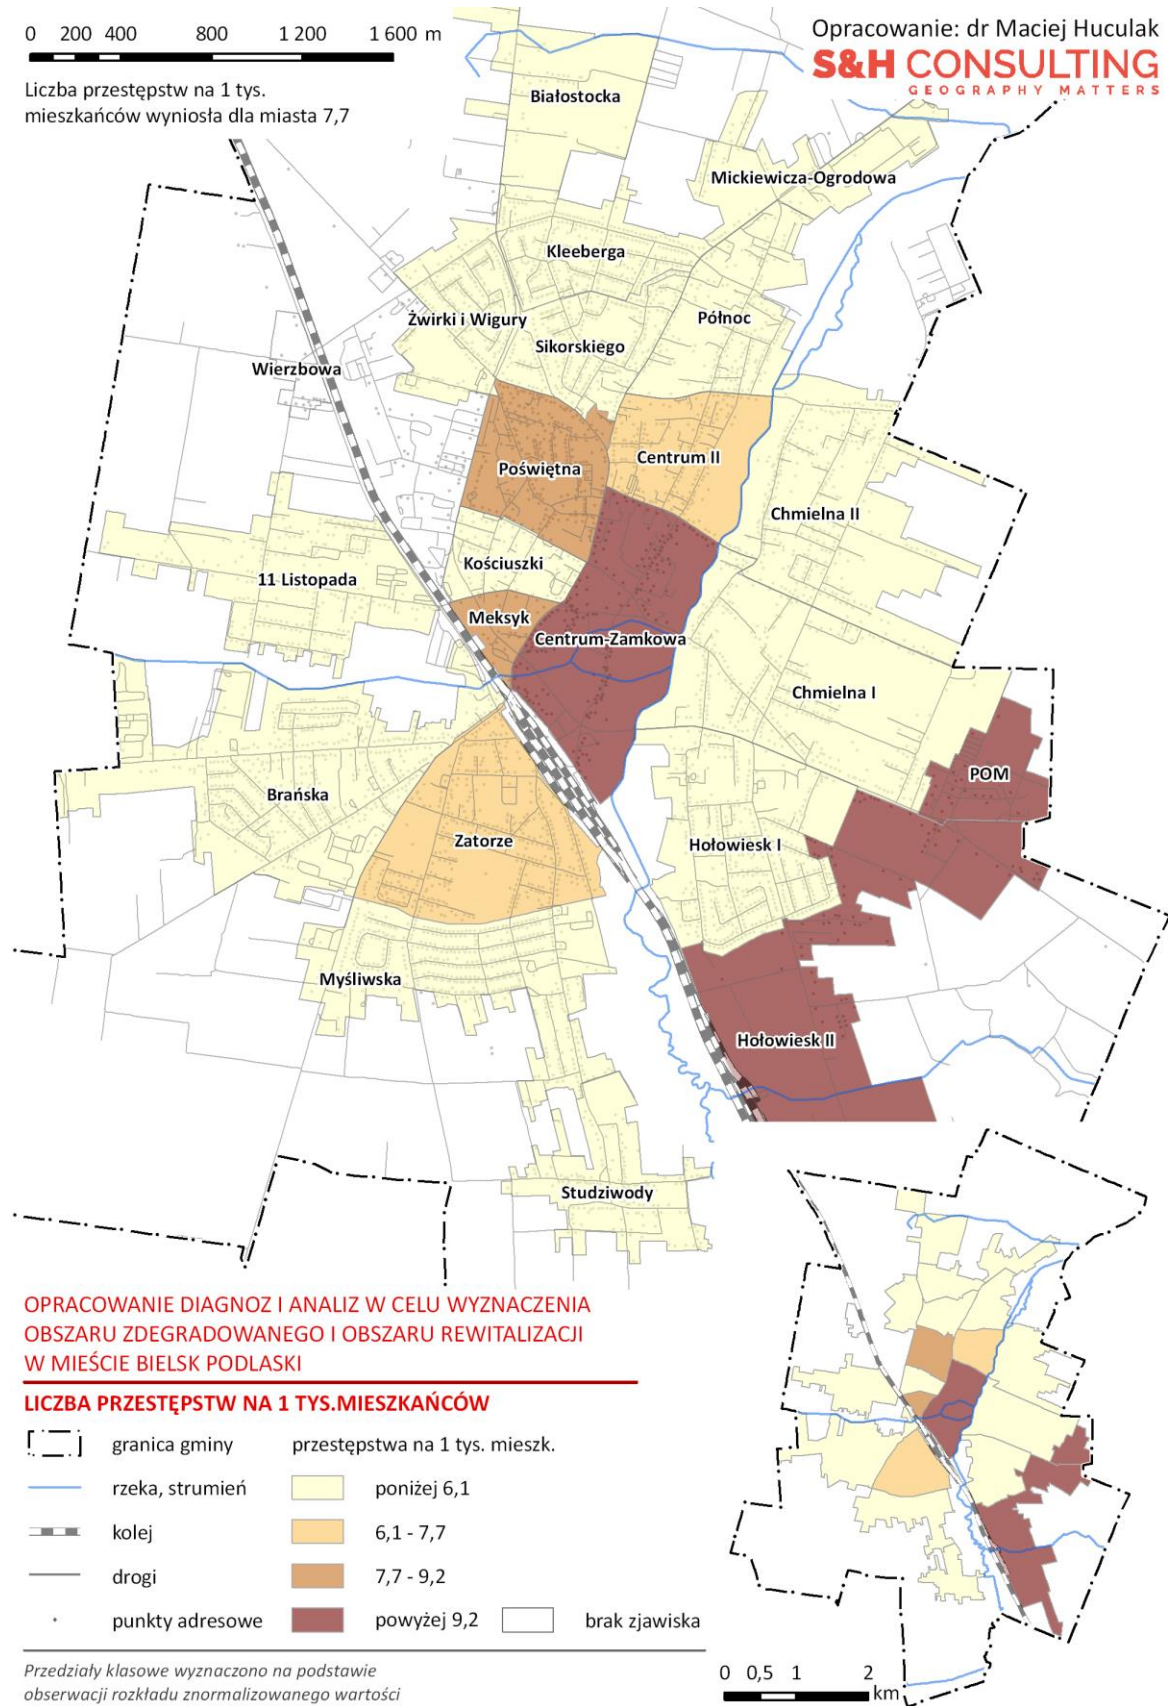 0 200 400 800 1 200 1 600 m
Liczba przestępstw na 1 tys.
mieszkańców wyniosła dla miasta 7,7
Opracowanie: dr Maciej Huculak
S&H CONSULTING
GEOGRAPHY MATTERS
Białostocka
Mickiewicza-Ogrodowa
Kleeberga
Żwirki i Wigury
Północ
Sikorskiego
Wierzbowa
Poświętna
Centrum II
Chmielna II
Kościuszki
11 Listopada
Meksyk
Centrum-Zamkowa
Chmielna I
POM
Brańska
Zatorze
Hołowiesk I
Myśliwska
Hołowiesk II
Studziwody
OPRACOWANIE DIAGNOZ I ANALIZ W CELU WYZNACZENIA
OBSZARU ZDEGRADOWANEGO I OBSZARU REWITALIZACJI
W MIEŚCIE BIELSK PODLASKI
LICZBA PRZESTĘPSTW NA 1 TYS.MIESZKAŃCÓW
granica gminy przestępstwa na 1 tys. mieszk.
rzeka, strumień poniżej 6,1
kolej 6,1 - 7,7
drogi 7,7 - 9,2
punkty adresowe powyżej 9,2 brak zjawiska
Przedziały klasowe wyznaczono na podstawie
obserwacji rozkładu znormalizowanego wartości
0 0,5 1 2
km